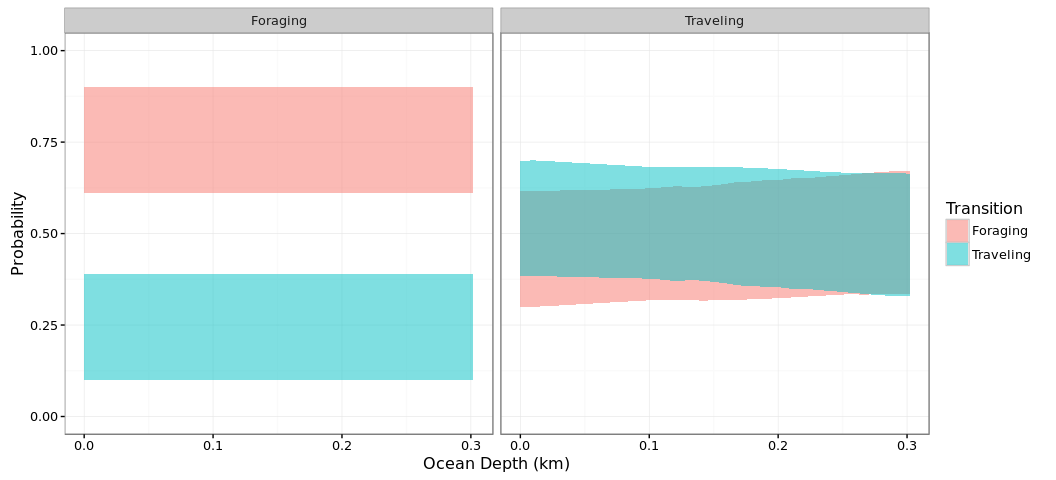 Foraging
Traveling
Probability
1.00
0.75
0.50
0.25
0.00
0.0 0.1 0.2 0.3
0.0 0.1 0.2 0.3
Ocean Depth (km)
Transition
Foraging
Traveling